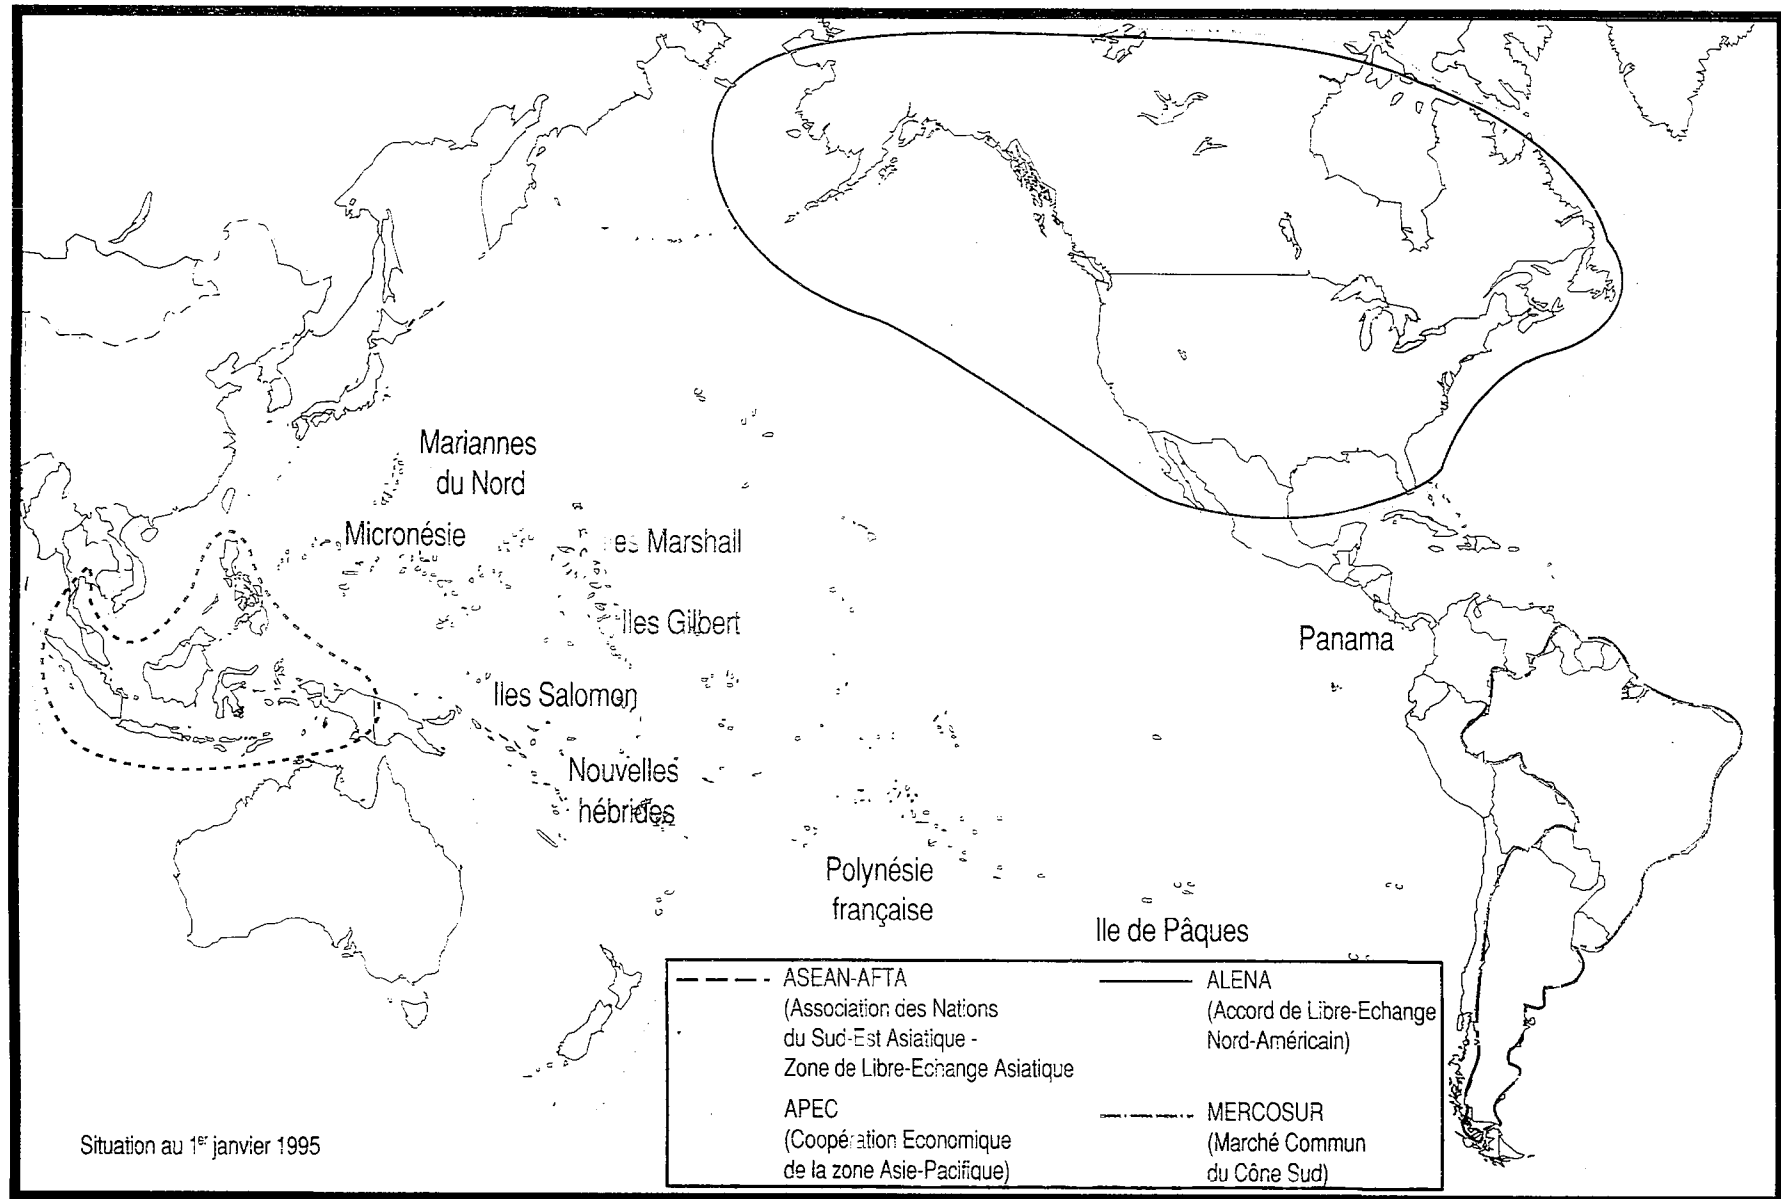 Mariannes
du Nord
Micronésie
es Marshall
Iles Gilbert
Panama
Iles Salomon
Nouvelles
hébrides
Polynésie
française
Ile de Pâques
ASEAN-AFTA
(Association des Nations
du Sud-Est Asiatique -
Zone de Libre-Echange Asiatique
APEC
(Coopération Economique
de la zone Asie-Pacifique)
ALENA
(Accord de Libre-Echange
Nord-Américain)
MERCOSUR
(Marché Commun
du Cône Sud)
Situation au 1er janvier 1995